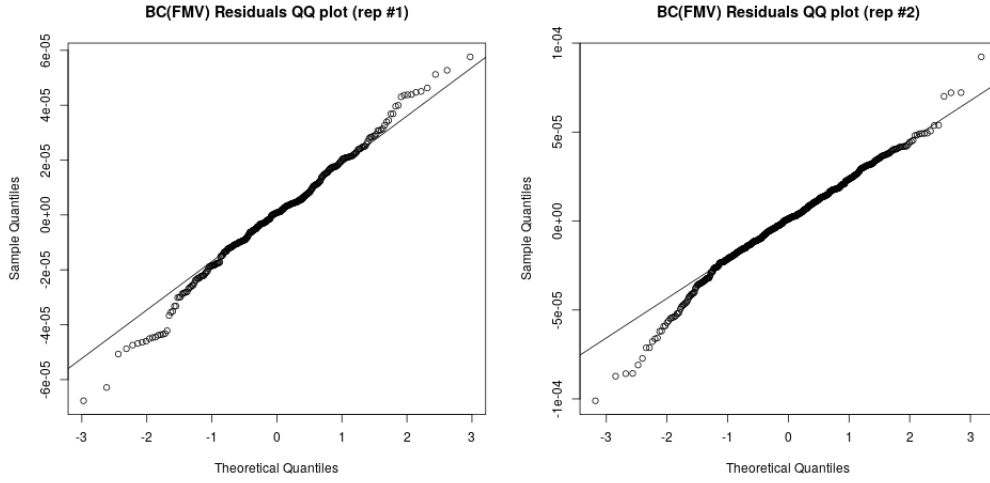 BC(FMV) Residuals QQ plot (rep #1)
Sample Quantiles
6e-05
4e-05
2e-05
0e+00
-2e-05
-4e-05
-6e-05
-3 -2 -1 0 1 2 3
Theoretical Quantiles
BC(FMV) Residuals QQ plot (rep #2)
Sample Quantiles
1e-04
5e-05
0e+00
-5e-05
-1e-04
-3 -2 -1 0 1 2 3
Theoretical Quantiles